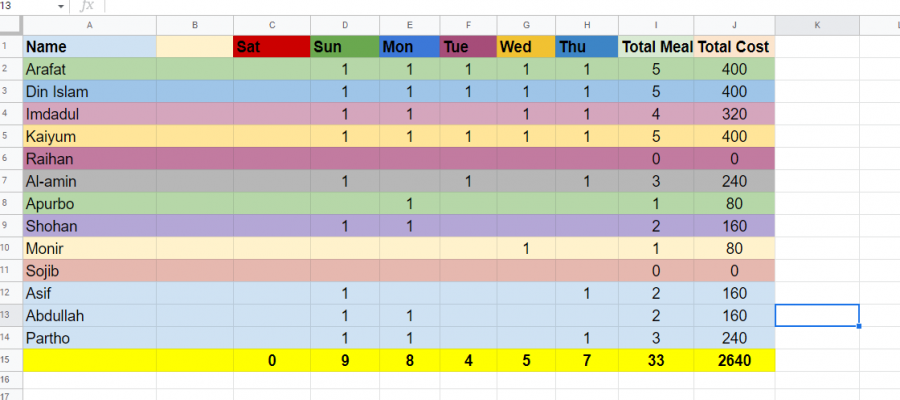 13 fx
A B C D E F G H I J K L
1 Name Sat Sun Mon Tue Wed Thu Total Meal Total Cost
2 Arafat 1 1 1 1 1 5 400
3 Din Islam 1 1 1 1 1 5 400
4 Imdadul 1 1 1 1 4 320
5 Kaiyum 1 1 1 1 1 5 400
6 Raihan 0 0
7 Al-amin 1 1 1 3 240
8 Apurbo 1 1 80
9 Shohan 1 1 2 160
10 Monir 1 1 80
11 Sojib 0 0
12 Asif 1 1 2 160
13 Abdullah 1 1 2 160
14 Partho 1 1 1 3 240
15 0 9 8 4 5 7 33 2640
16
17